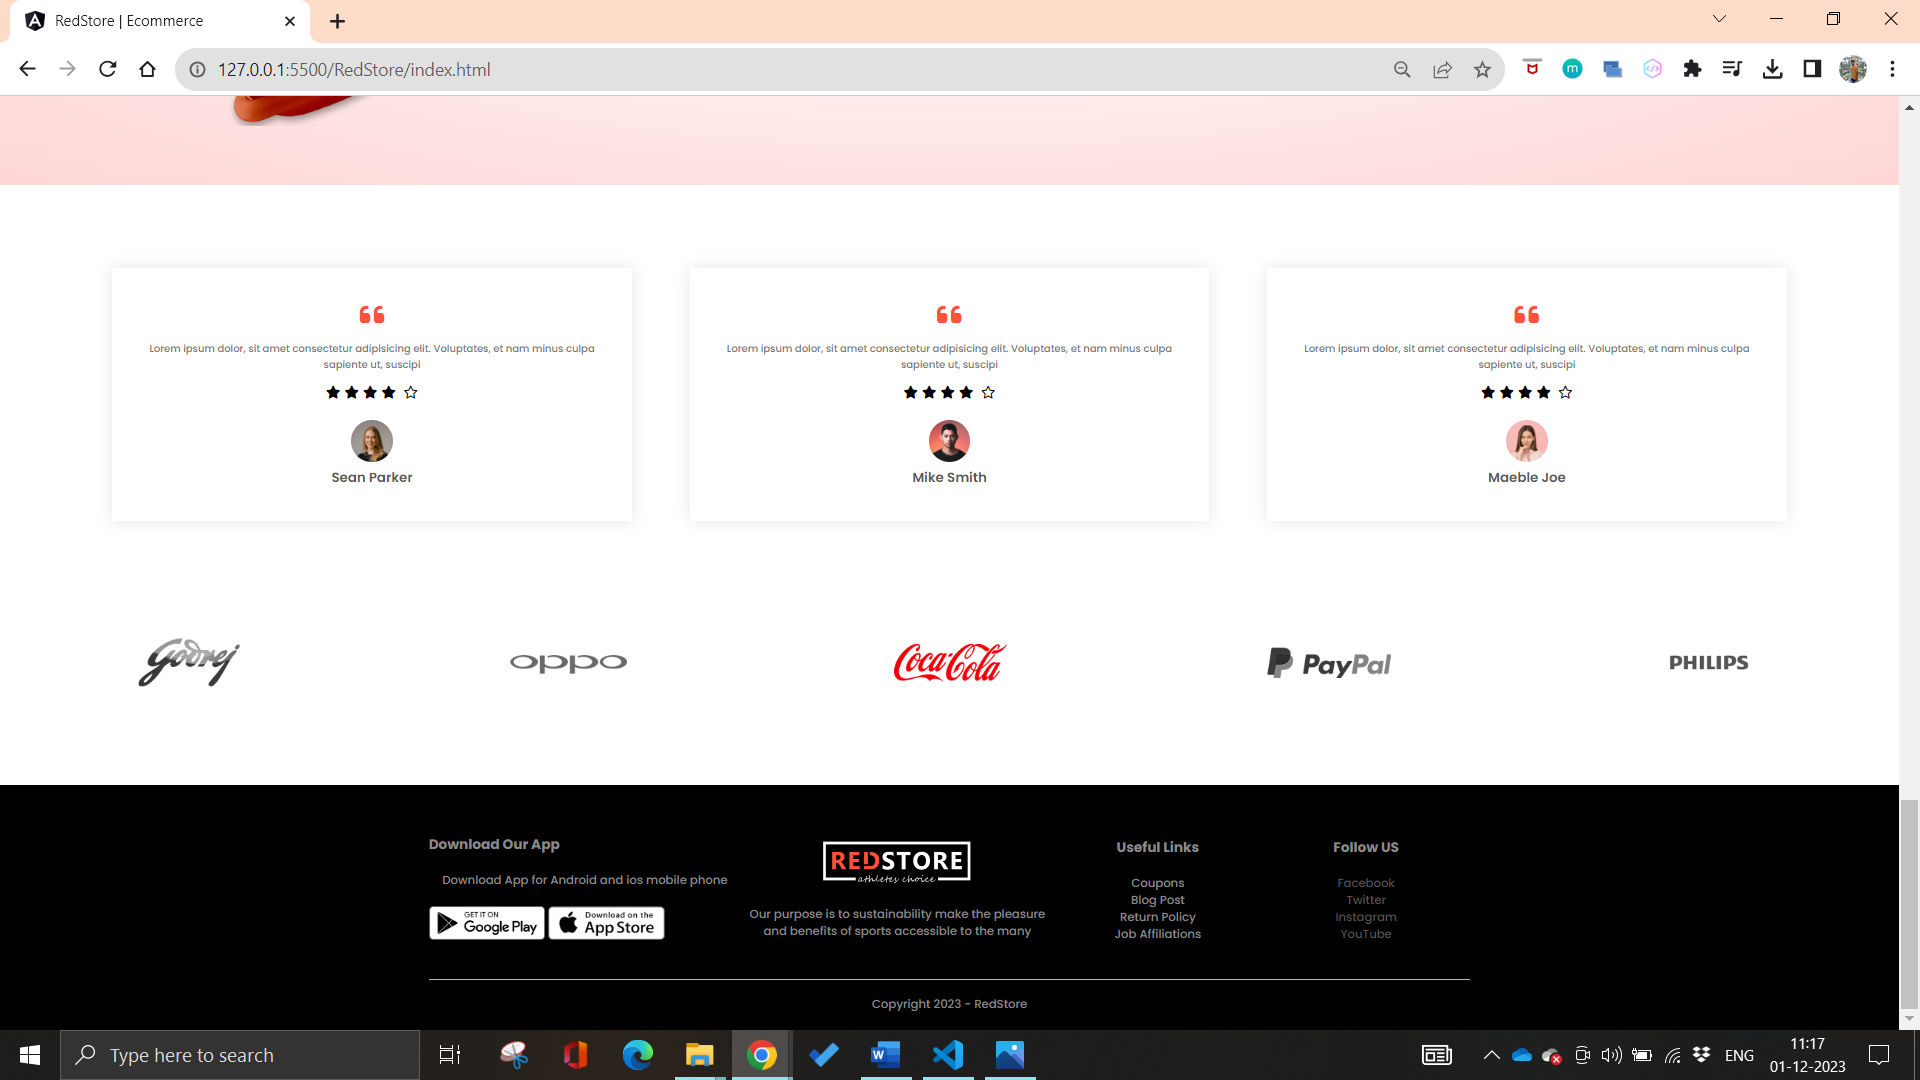 RedStore | Ecommerce
127.0.0.1:5500/RedStore/index.html
m
Lorem ipsum dolor, sit amet consectetur adipisicing elit. Voluptates, et nam minus culpa
sapiente ut, suscipi
Sean Parker
Lorem ipsum dolor, sit amet consectetur adipisicing elit. Voluptates, et nam minus culpa
sapiente ut, suscipi
Mike Smith
Lorem ipsum dolor, sit amet consectetur adipisicing elit. Voluptates, et nam minus culpa
sapiente ut, suscipi
Maeble Joe
Godrej
oppo
Coca-Cola
PayPal
PHILIPS
Download Our App
Download App for Android and ios mobile phone
GET IT ON
Google Play
Download on the
App Store
REDSTORE
athletes choice
Our purpose is to sustainability make the pleasure
and benefits of sports accessible to the many
Useful Links
Coupons
Blog Post
Return Policy
Job Affiliations
Follow US
Facebook
Twitter
Instagram
YouTube
Copyright 2023 - RedStore
Type here to search
ENG
11:17
01-12-2023